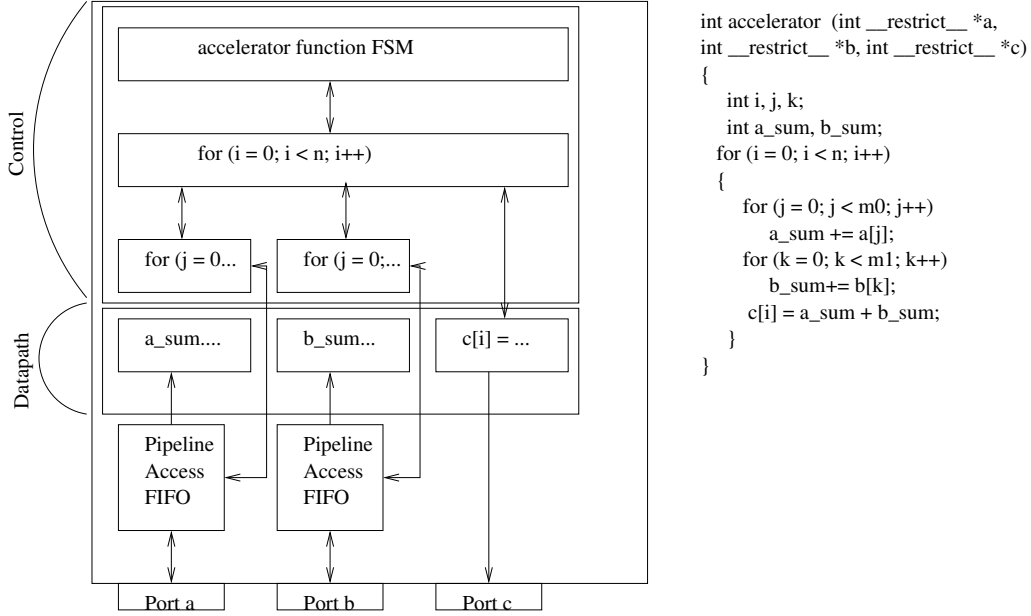 Control
accelerator function FSM
for (i = 0; i < n; i++)
for (j = 0...
for (j = 0;...
Datapath
a_sum....
b_sum...
c[i] = ...
Pipeline
Access
FIFO
Pipeline
Access
FIFO
Port a
Port b
Port c
int accelerator (int __restrict__ *a,
int __restrict__ *b, int __restrict__ *c)
{
int i, j, k;
int a_sum, b_sum;
for (i = 0; i < n; i++)
{
for (j = 0; j < m0; j++)
a_sum += a[j];
for (k = 0; k < m1; k++)
b_sum+= b[k];
c[i] = a_sum + b_sum;
}
}